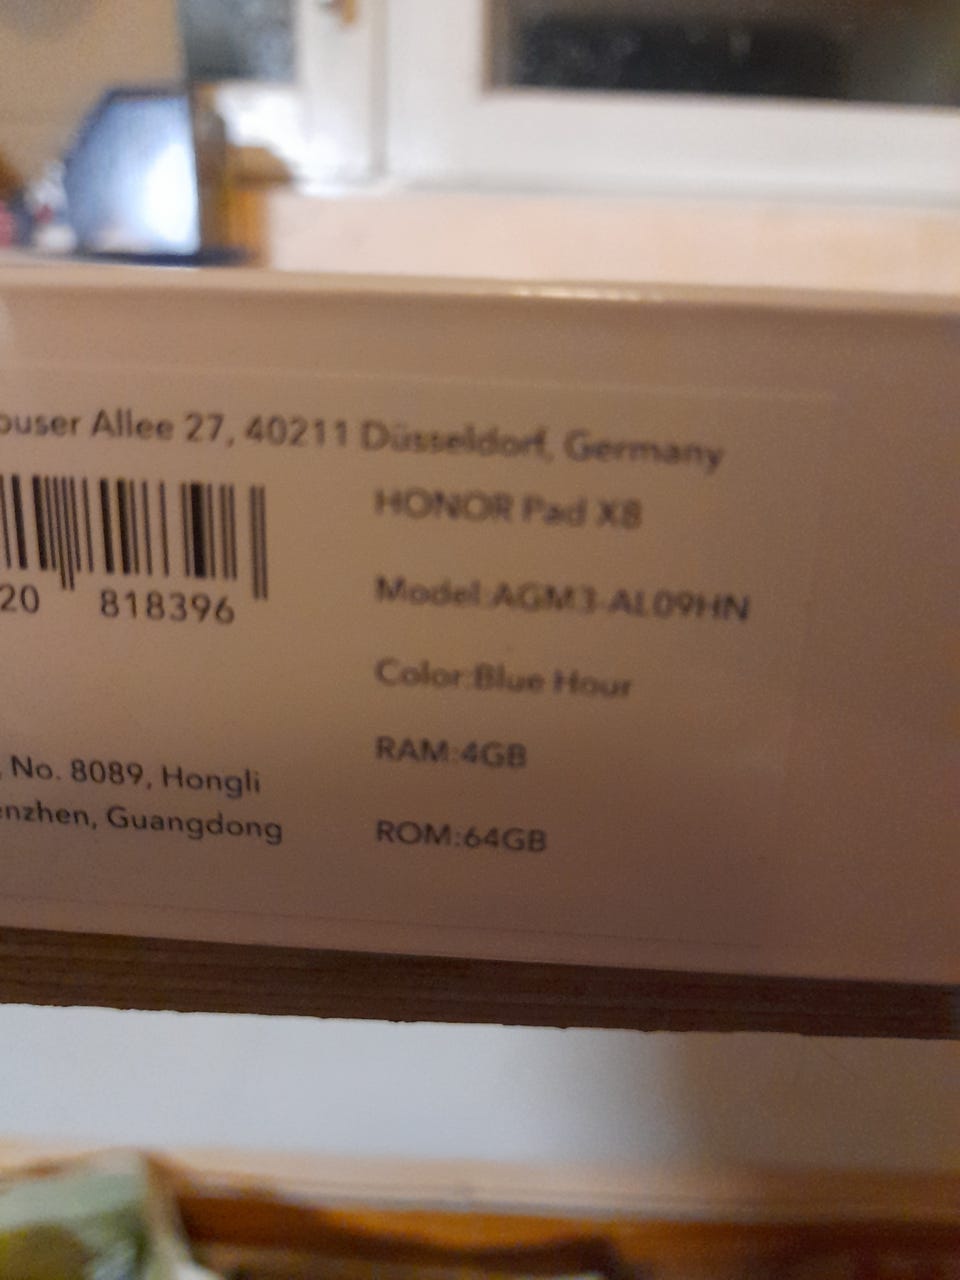 ouser Allee 27, 40211 Düsseldorf, Germany
20 818396
HONOR Pad X8
Model:AGM3-AL09HN
Color:Blue Hour
RAM:4GB
ROM:64GB
, No. 8089, Hongli
enzhen, Guangdong